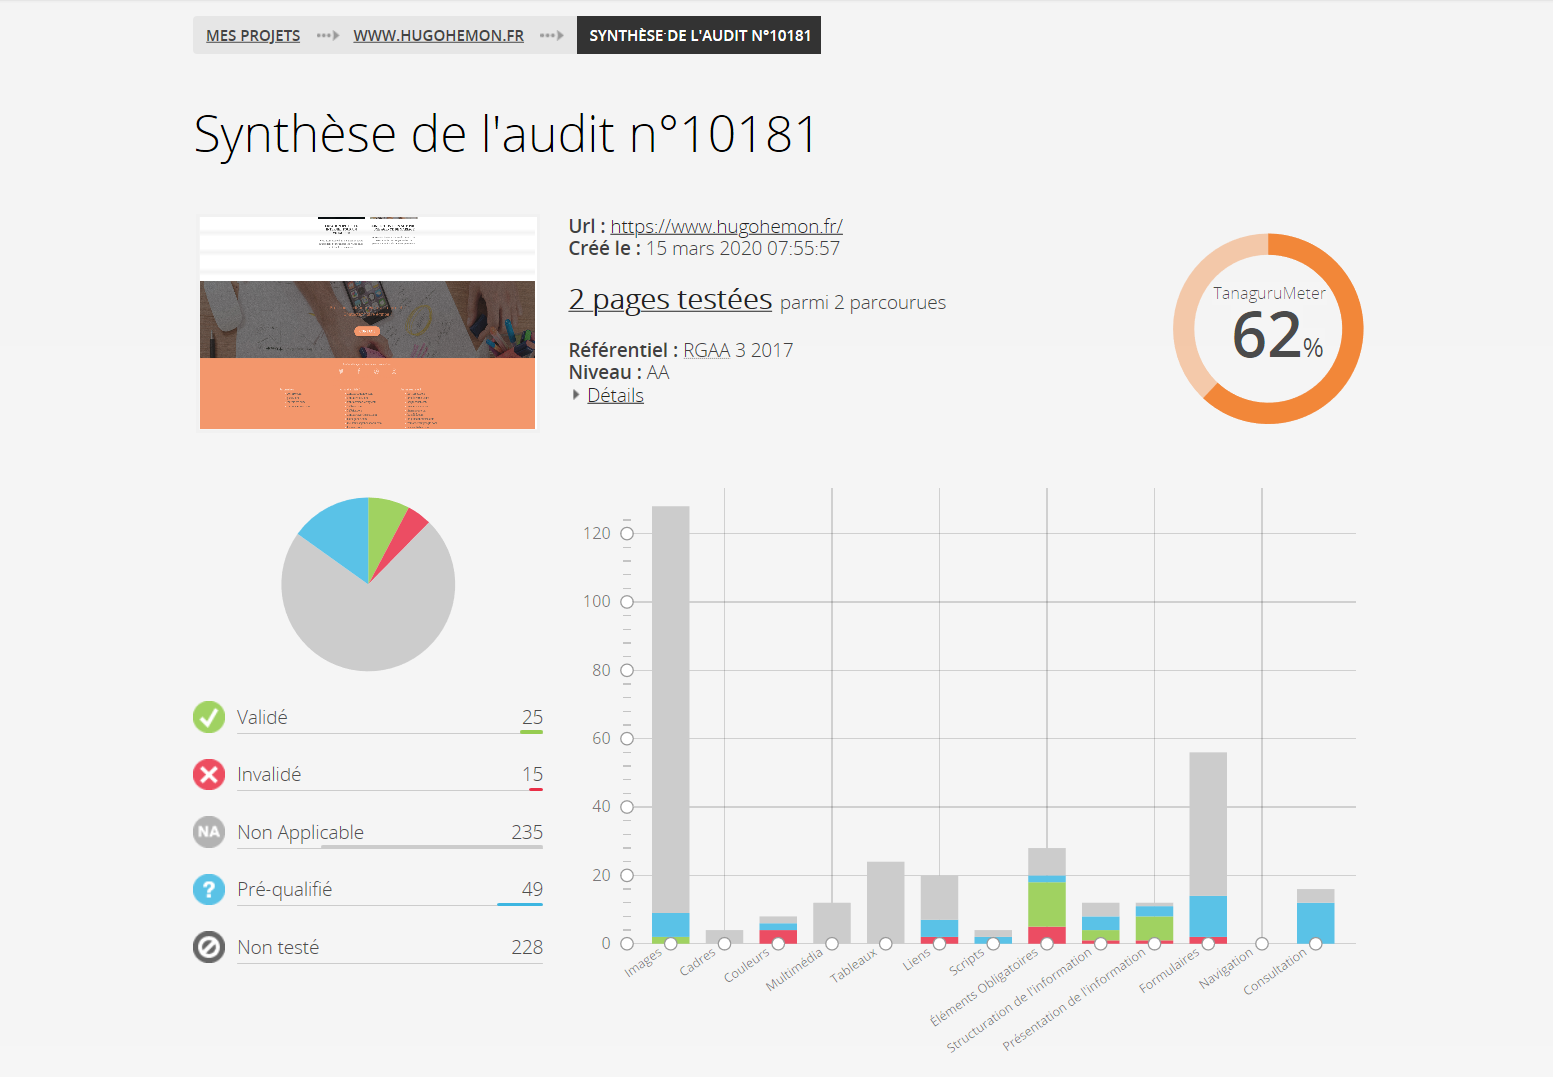 MES PROJETS WWW.HUGOHEMON.FR SYNTHÈSE DE L'AUDIT N°10181
Synthèse de l'audit n°10181
Url : https://www.hugohemon.fr/
Créé le : 15 mars 2020 07:55:57
2 pages testées parmi 2 parcourues
Référentiel : RGAA 3 2017
Niveau : AA
Détails
TanaguruMeter
62%
Validé 25
Invalidé 15
NA Non Applicable 235
? Pré-qualifié 49
Non testé 228
120
100
80
60
40
20
0
Images
Cadres
Couleurs
Multimédia
Tableaux
Liens
Scripts
Éléments Obligatoires
Structuration de l'information
Présentation de l'information
Formulaires
Navigation
Consultation